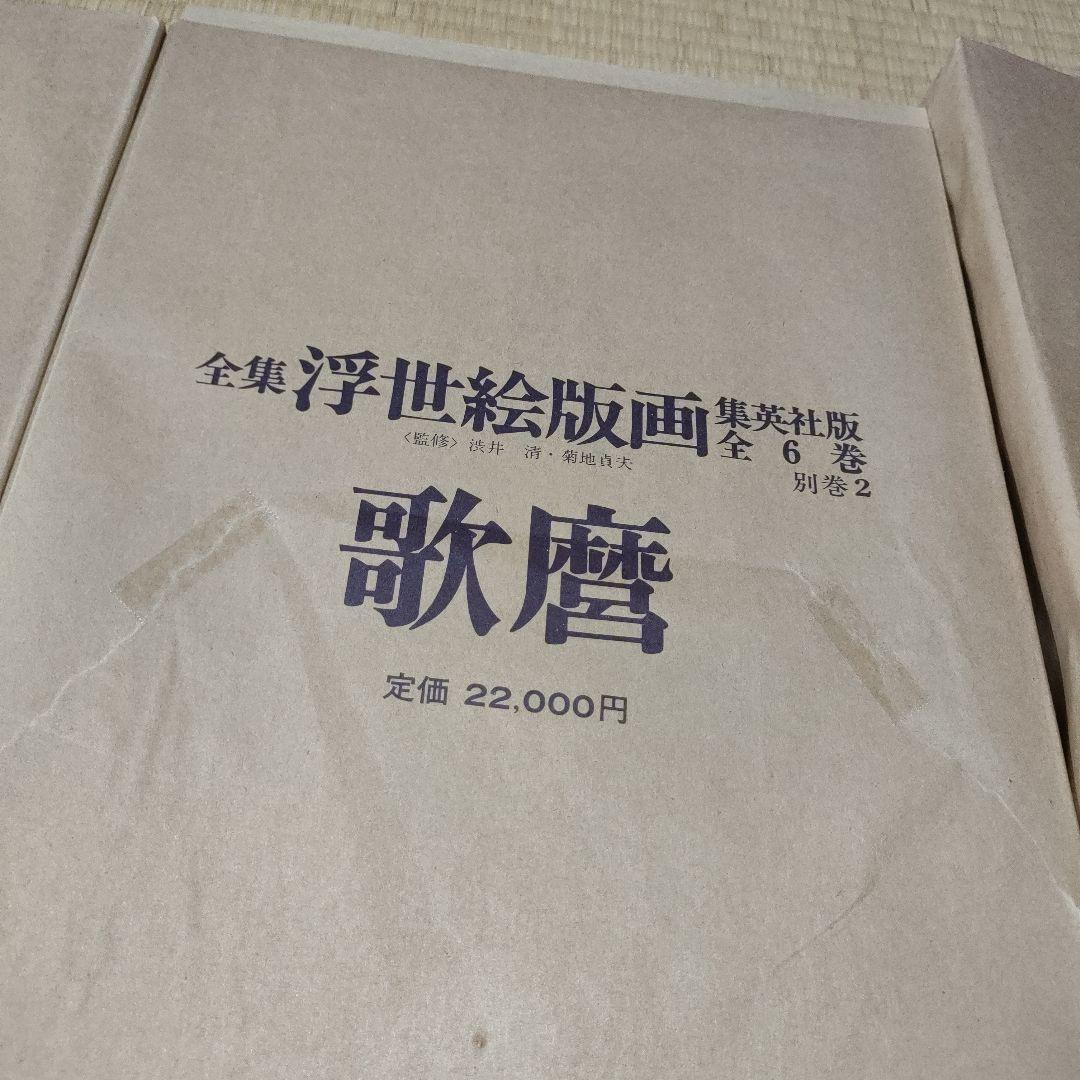 全集 浮世絵版画 集英社版
全6巻
別巻2
〈監修〉渋井 清・菊地貞夫
歌麿
定価 22,000円